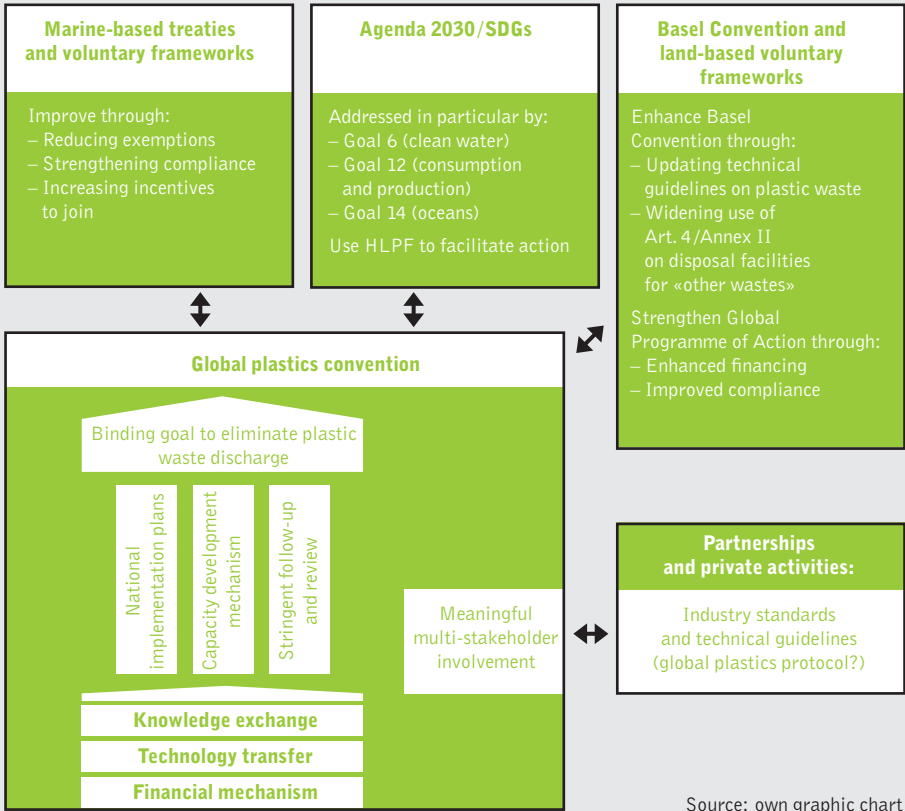 Marine-based treaties
and voluntary frameworks
Improve through:
– Reducing exemptions
– Strengthening compliance
– Increasing incentives
to join
Agenda 2030/SDGs
Addressed in particular by:
– Goal 6 (clean water)
– Goal 12 (consumption
and production)
– Goal 14 (oceans)
Use HLPF to facilitate action
Basel Convention and
land-based voluntary
frameworks
Enhance Basel
Convention through:
– Updating technical
guidelines on plastic waste
– Widening use of
Art. 4/Annex II
on disposal facilities
for «other wastes»
Strengthen Global
Programme of Action through:
– Enhanced financing
– Improved compliance
Global plastics convention
Binding goal to eliminate plastic
waste discharge
National
implementation plans
Capacity development
mechanism
Stringent follow-up
and review
Meaningful
multi-stakeholder
involvement
Knowledge exchange
Technology transfer
Financial mechanism
Partnerships
and private activities:
Industry standards
and technical guidelines
(global plastics protocol?)
Source: own graphic chart